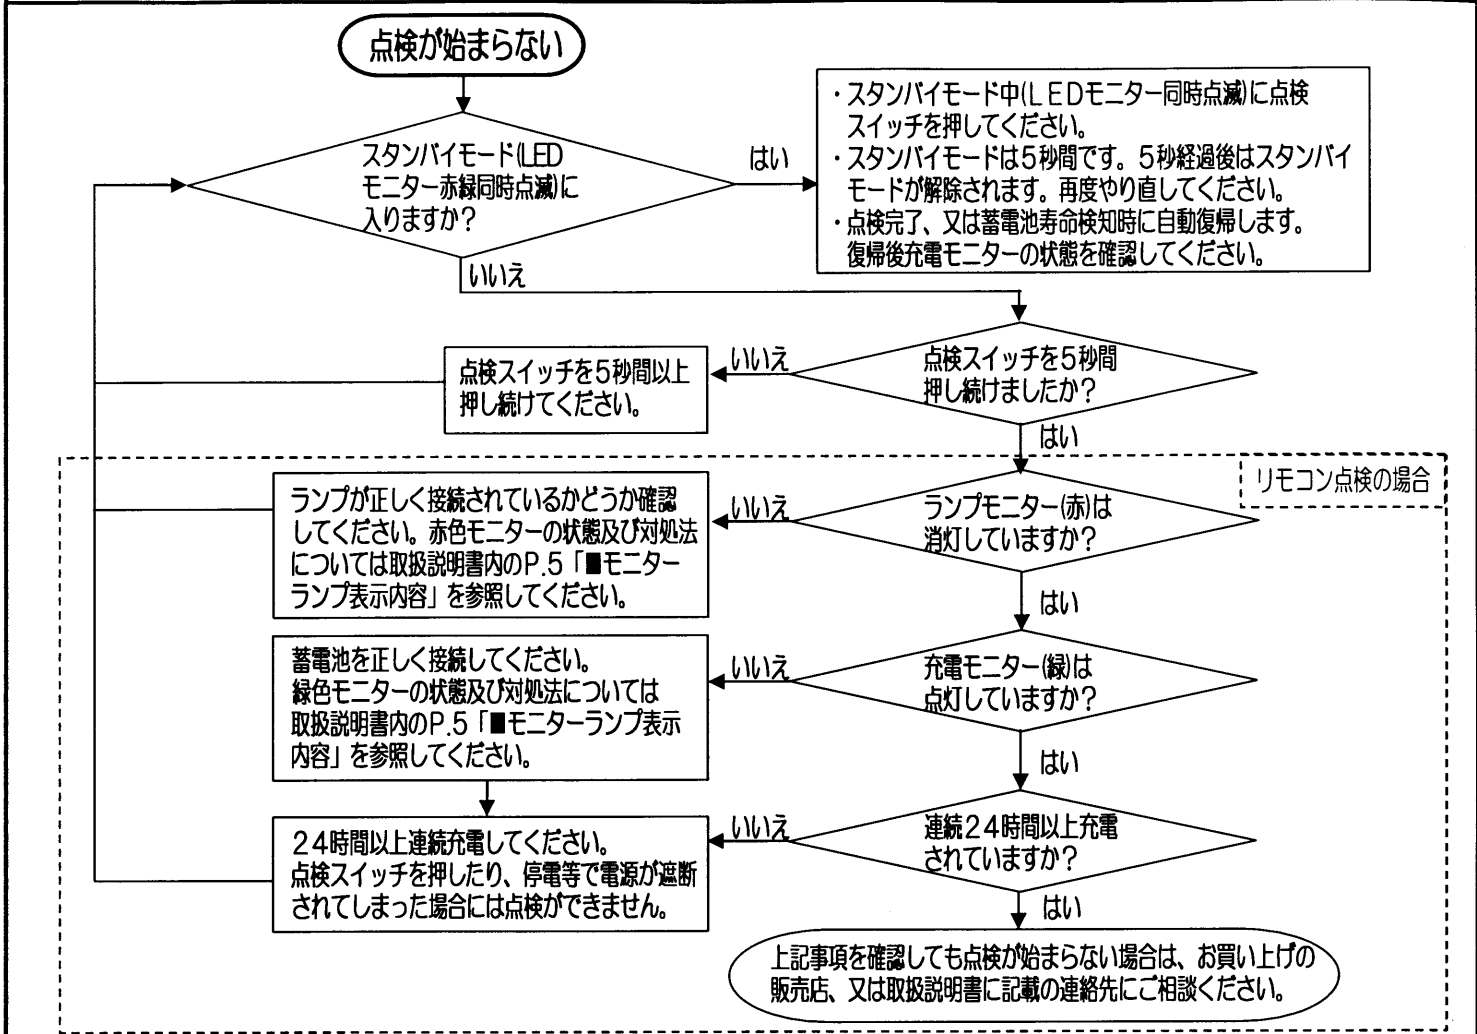 点検が始まらない
スタンバイモード(LED
モニター赤緑同時点滅)に
入りますか？
はい
・スタンバイモード中(LEDモニター同時点滅)に点検
スイッチを押してください。
・スタンバイモードは5秒間です。5秒経過後はスタンバイ
モードが解除されます。再度やり直してください。
・点検完了、又は蓄電池寿命検知時に自動復帰します。
復帰後充電モニターの状態を確認してください。
いいえ
点検スイッチを5秒間
押し続けましたか？
いいえ
点検スイッチを5秒間以上
押し続けてください。
はい
リモコン点検の場合
ランプモニター(赤)は
消灯していますか？
いいえ
ランプが正しく接続されているかどうか確認
してください。赤色モニターの状態及び対処法
については取扱説明書内のP.5「■モニター
ランプ表示内容」を参照してください。
はい
充電モニター(緑)は
点灯していますか？
いいえ
蓄電池を正しく接続してください。
緑色モニターの状態及び対処法については
取扱説明書内のP.5「■モニターランプ表示
内容」を参照してください。
はい
連続24時間以上充電
されていますか？
いいえ
24時間以上連続充電してください。
点検スイッチを押したり、停電等で電源が遮断
されてしまった場合には点検ができません。
はい
上記事項を確認しても点検が始まらない場合は、お買い上げの
販売店、又は取扱説明書に記載の連絡先にご相談ください。